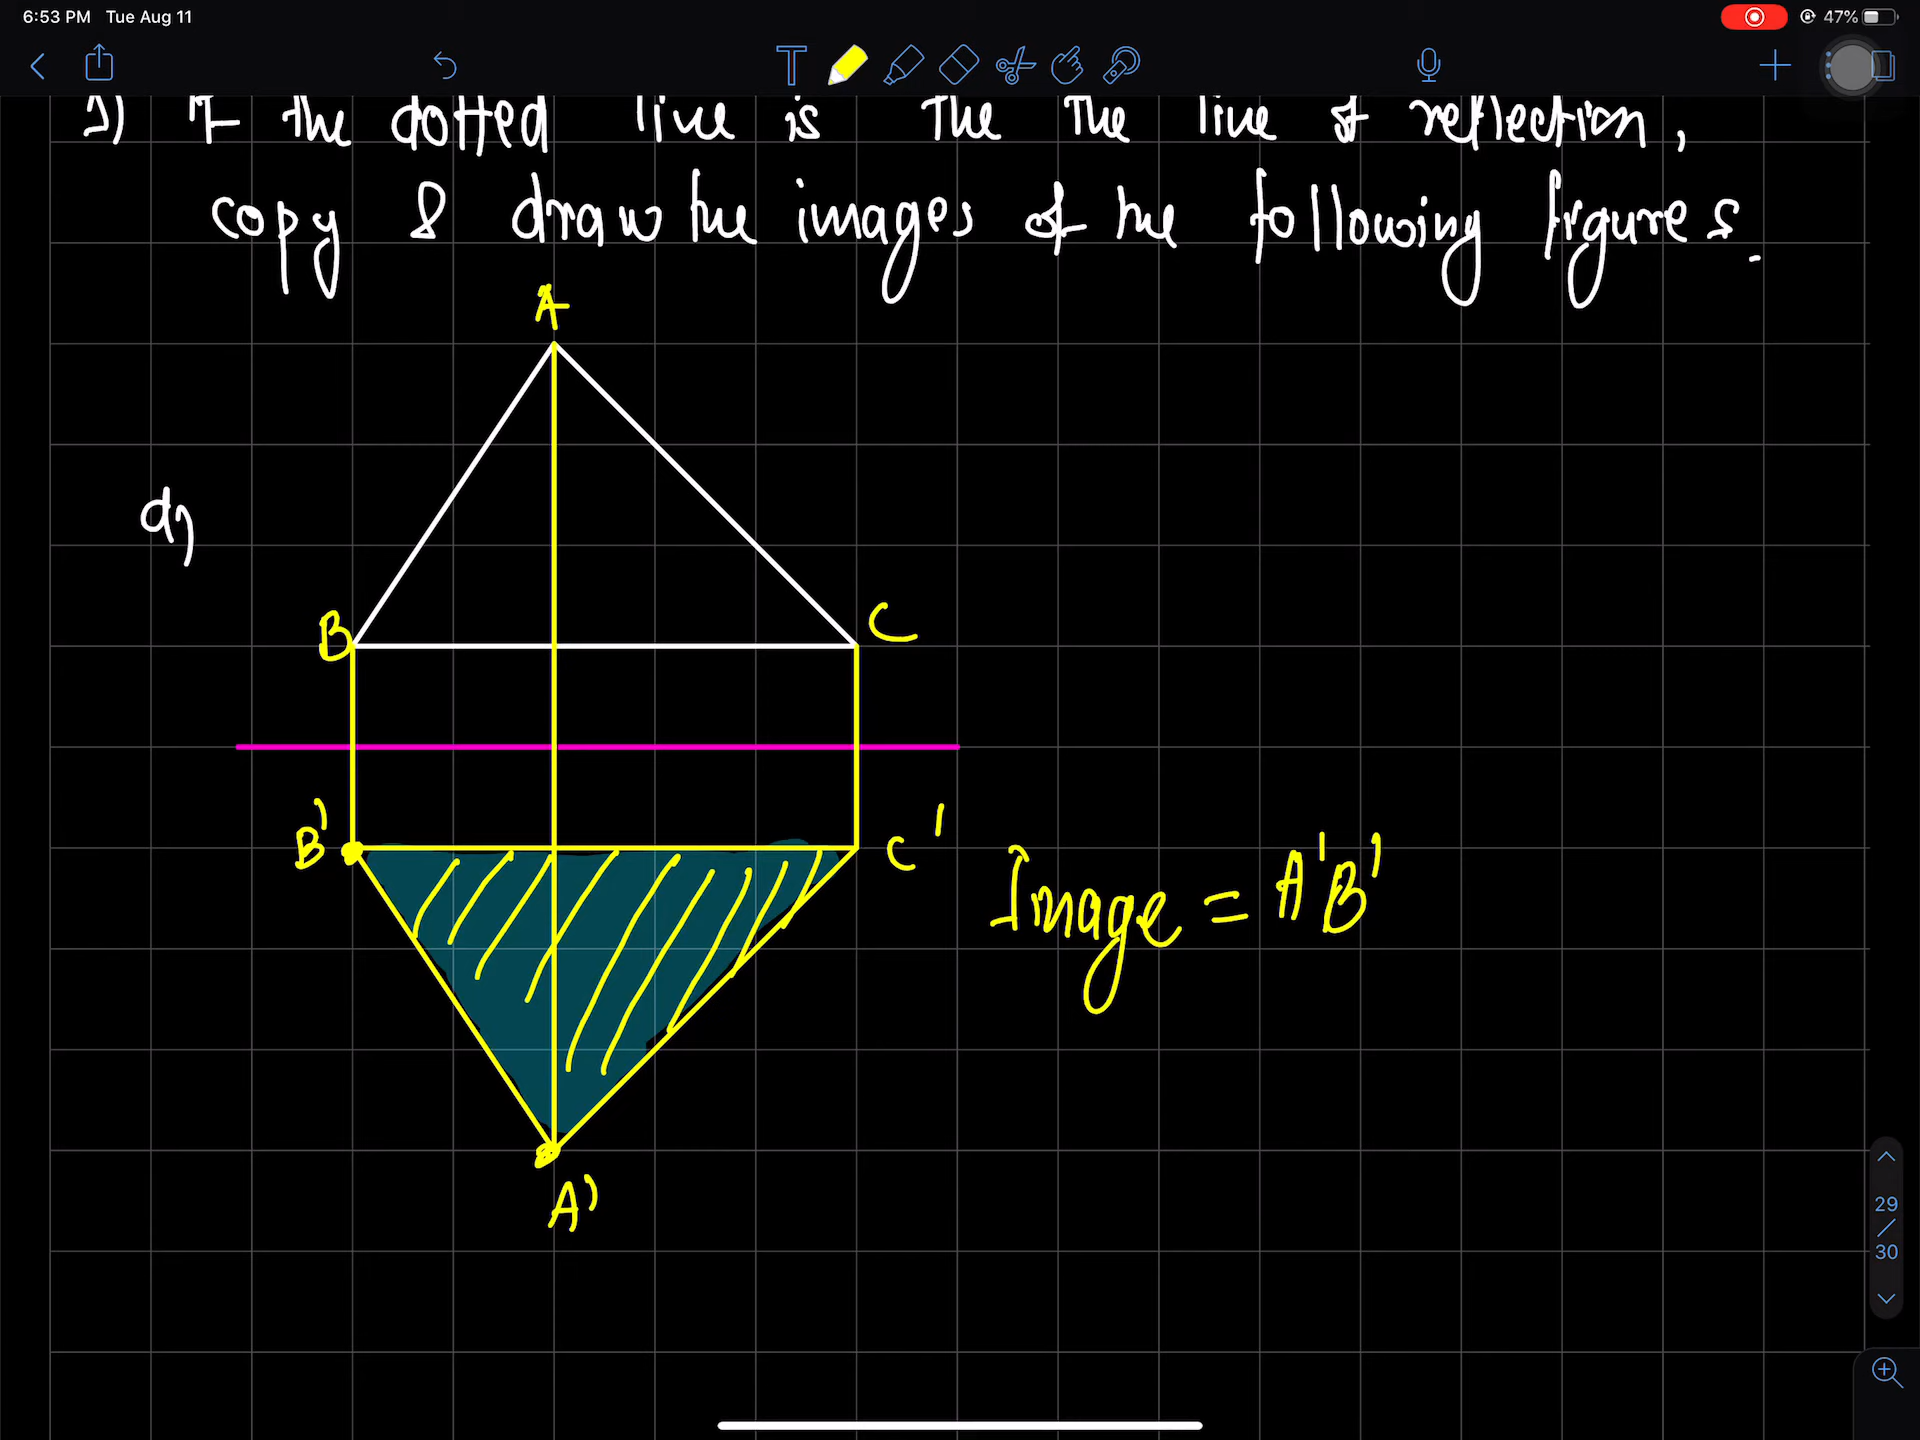 6:53 PM Tue Aug 11
47%
If the dotted line is the the line of reflection,
copy & draw the images of the following figures.
A
d)
B
C
B'
C'
Image = A'B'
A'
29
30